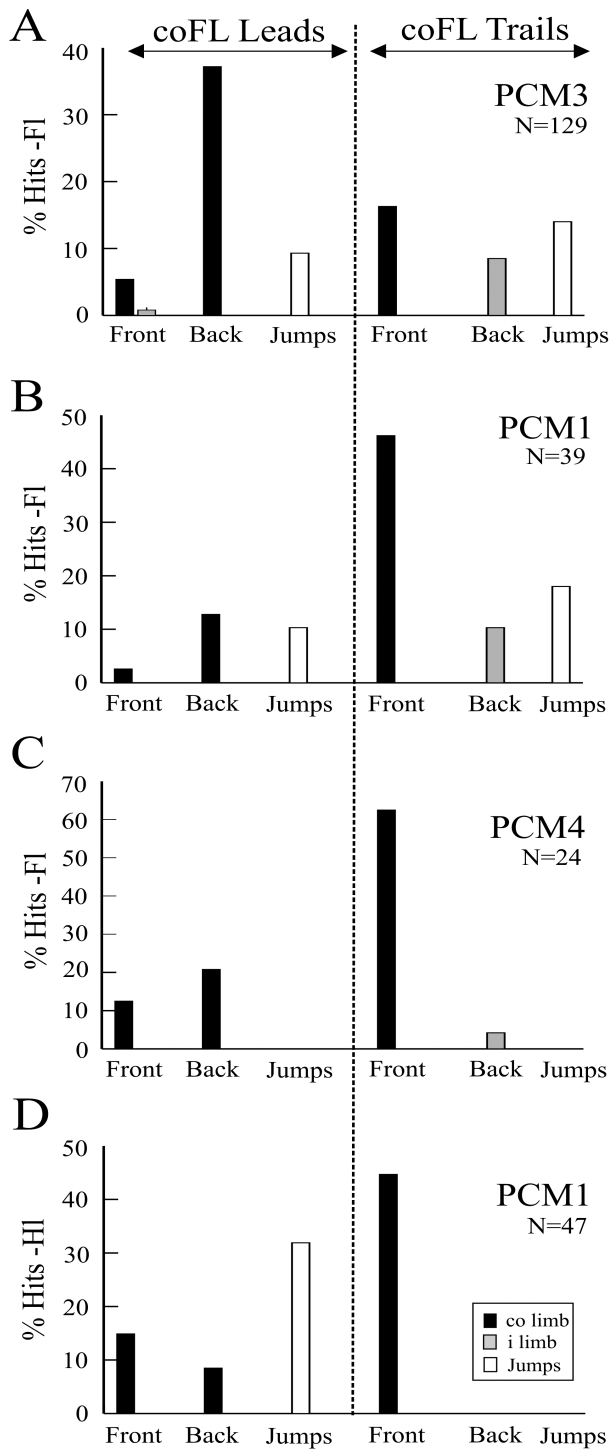 A
coFL Leads
coFL Trails
% Hits -Fl
40
30
20
10
0
PCM3
N=129
Front
Back
Jumps
Front
Back
Jumps
B
% Hits -Fl
50
40
30
20
10
0
PCM1
N=39
Front
Back
Jumps
Front
Back
Jumps
C
% Hits -Fl
70
60
50
40
30
20
10
0
PCM4
N=24
Front
Back
Jumps
Front
Back
Jumps
D
% Hits -Hl
50
40
30
20
10
0
PCM1
N=47
co limb
i limb
Jumps
Front
Back
Jumps
Front
Back
Jumps